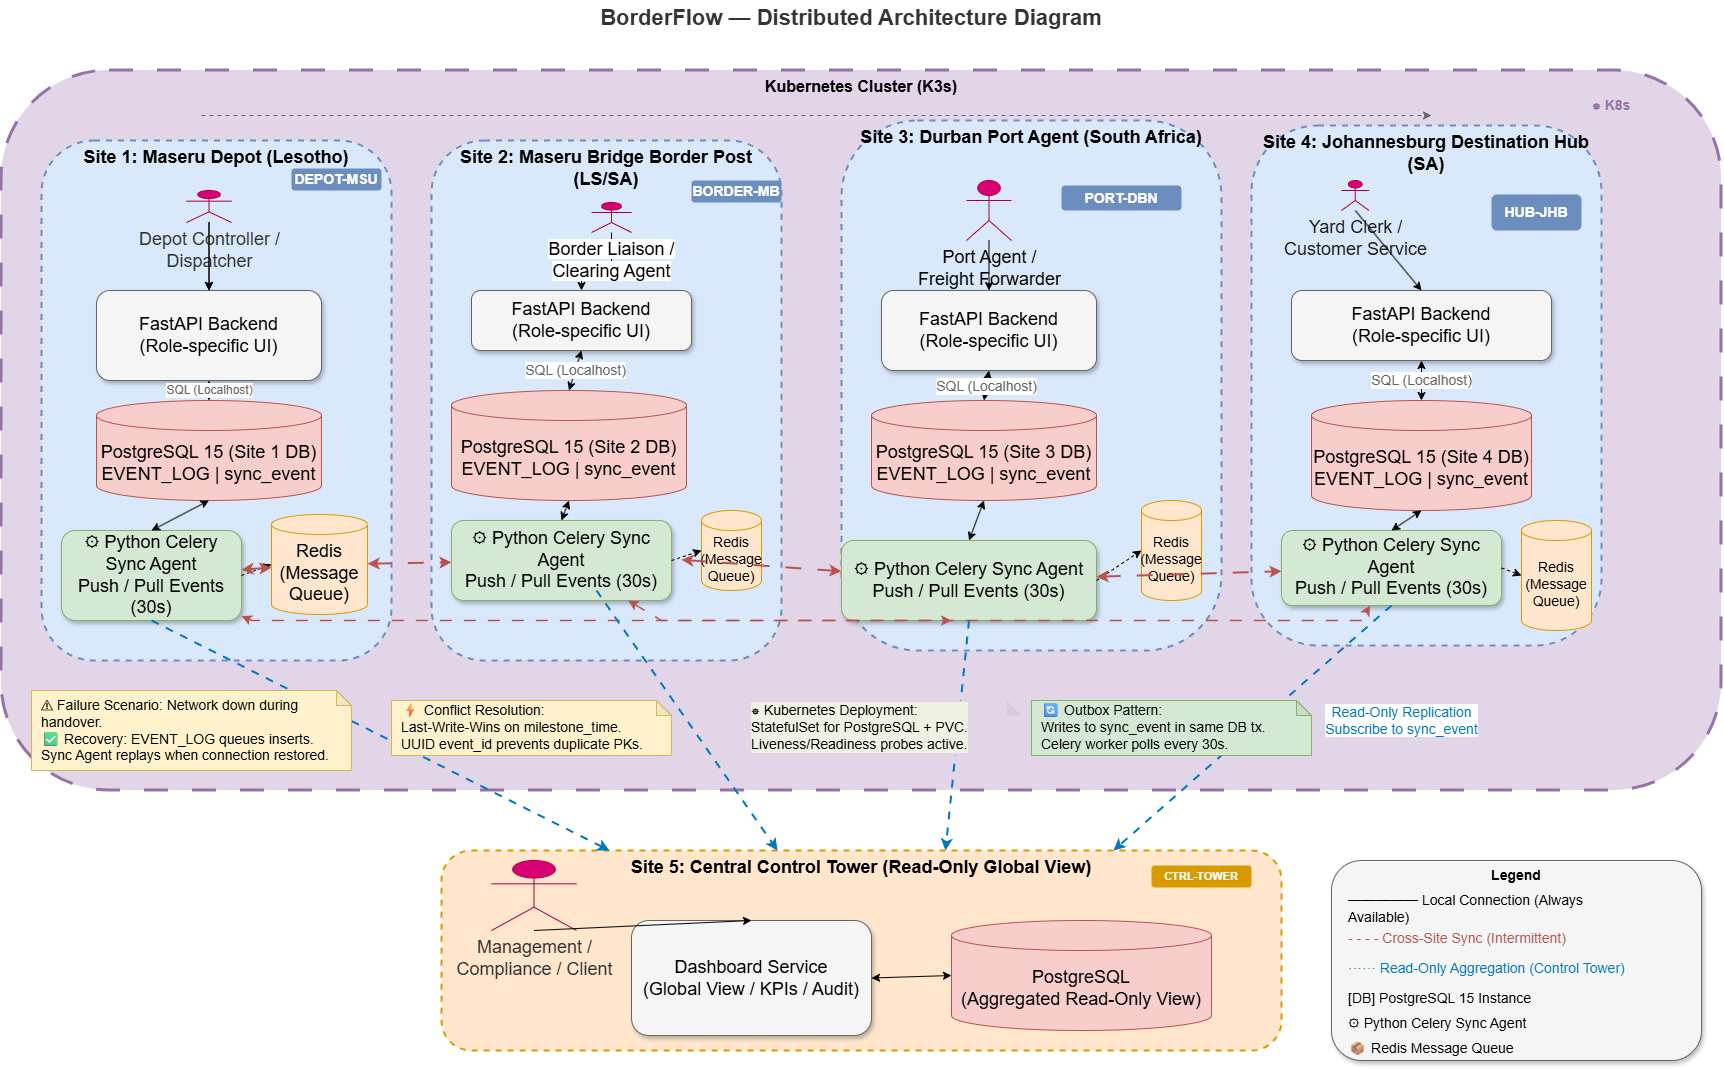 BorderFlow — Distributed Architecture Diagram
Kubernetes Cluster (K3s)
⎈ K8s
Site 1: Maseru Depot (Lesotho)
DEPOT-MSU
Depot Controller /
Dispatcher
FastAPI Backend
(Role-specific UI)
SQL (Localhost)
PostgreSQL 15 (Site 1 DB)
EVENT_LOG | sync_event
⚙ Python Celery
Sync Agent
Push / Pull Events
(30s)
Redis
(Message
Queue)
Site 2: Maseru Bridge Border Post
(LS/SA)
BORDER-MB
Border Liaison /
Clearing Agent
FastAPI Backend
(Role-specific UI)
SQL (Localhost)
PostgreSQL 15 (Site 2 DB)
EVENT_LOG | sync_event
⚙ Python Celery Sync
Agent
Push / Pull Events (30s)
Redis
(Message
Queue)
Site 3: Durban Port Agent (South Africa)
PORT-DBN
Port Agent /
Freight Forwarder
FastAPI Backend
(Role-specific UI)
SQL (Localhost)
PostgreSQL 15 (Site 3 DB)
EVENT_LOG | sync_event
⚙ Python Celery Sync Agent
Push / Pull Events (30s)
Redis
(Message
Queue)
Site 4: Johannesburg Destination Hub
(SA)
HUB-JHB
Yard Clerk /
Customer Service
FastAPI Backend
(Role-specific UI)
SQL (Localhost)
PostgreSQL 15 (Site 4 DB)
EVENT_LOG | sync_event
⚙ Python Celery Sync
Agent
Push / Pull Events (30s)
Redis
(Message
Queue)
⚠ Failure Scenario: Network down during
handover.
✅ Recovery: EVENT_LOG queues inserts.
Sync Agent replays when connection restored.
⚡ Conflict Resolution:
Last-Write-Wins on milestone_time.
UUID event_id prevents duplicate PKs.
⎈ Kubernetes Deployment:
StatefulSet for PostgreSQL + PVC.
Liveness/Readiness probes active.
🔄 Outbox Pattern:
Writes to sync_event in same DB tx.
Celery worker polls every 30s.
Read-Only Replication
Subscribe to sync_event
Site 5: Central Control Tower (Read-Only Global View)
CTRL-TOWER
Management /
Compliance / Client
Dashboard Service
(Global View / KPIs / Audit)
PostgreSQL
(Aggregated Read-Only View)
Legend
————— Local Connection (Always
Available)
- - - - Cross-Site Sync (Intermittent)
······ Read-Only Aggregation (Control Tower)
[DB] PostgreSQL 15 Instance
⚙ Python Celery Sync Agent
📦 Redis Message Queue